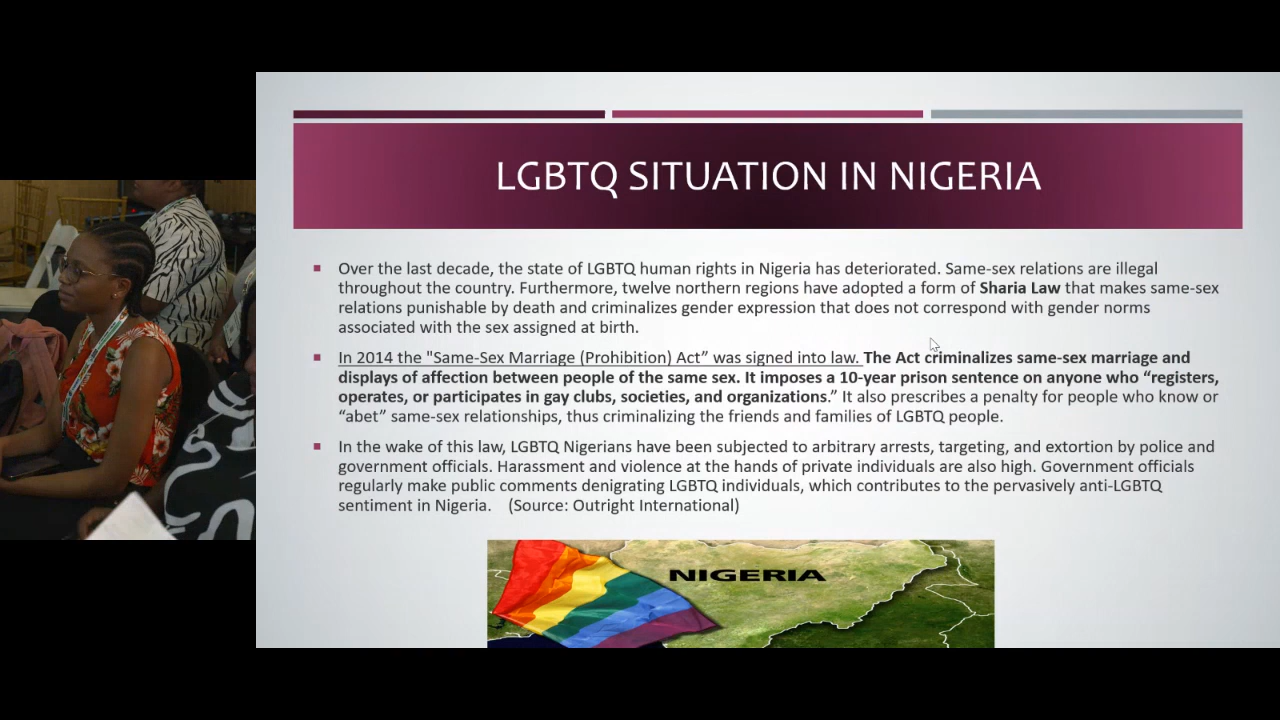 LGBTQ SITUATION IN NIGERIA
Over the last decade, the state of LGBTQ human rights in Nigeria has deteriorated. Same-sex relations are illegal
throughout the country. Furthermore, twelve northern regions have adopted a form of Sharia Law that makes same-sex
relations punishable by death and criminalizes gender expression that does not correspond with gender norms
associated with the sex assigned at birth.
In 2014 the "Same-Sex Marriage (Prohibition) Act” was signed into law. The Act criminalizes same-sex marriage and
displays of affection between people of the same sex. It imposes a 10-year prison sentence on anyone who “registers,
operates, or participates in gay clubs, societies, and organizations.” It also prescribes a penalty for people who know or
“abet” same-sex relationships, thus criminalizing the friends and families of LGBTQ people.
In the wake of this law, LGBTQ Nigerians have been subjected to arbitrary arrests, targeting, and extortion by police and
government officials. Harassment and violence at the hands of private individuals are also high. Government officials
regularly make public comments denigrating LGBTQ individuals, which contributes to the pervasively anti-LGBTQ
sentiment in Nigeria. (Source: Outright International)
NIGERIA